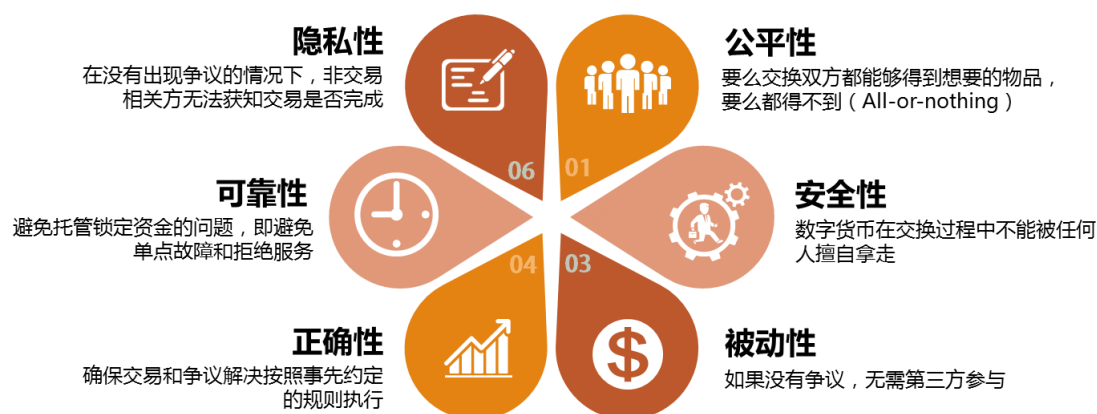 隐私性
在没有出现争议的情况下，非交易
相关方无法获知交易是否完成
公平性
要么交换双方都能够得到想要的物品，
要么都得不到（All-or-nothing）
06
01
可靠性
避免托管锁定资金的问题，即避免
单点故障和拒绝服务
安全性
数字货币在交换过程中不能被任何
人擅自拿走
04
03
正确性
确保交易和争议解决按照事先约定
的规则执行
$
被动性
如果没有争议，无需第三方参与